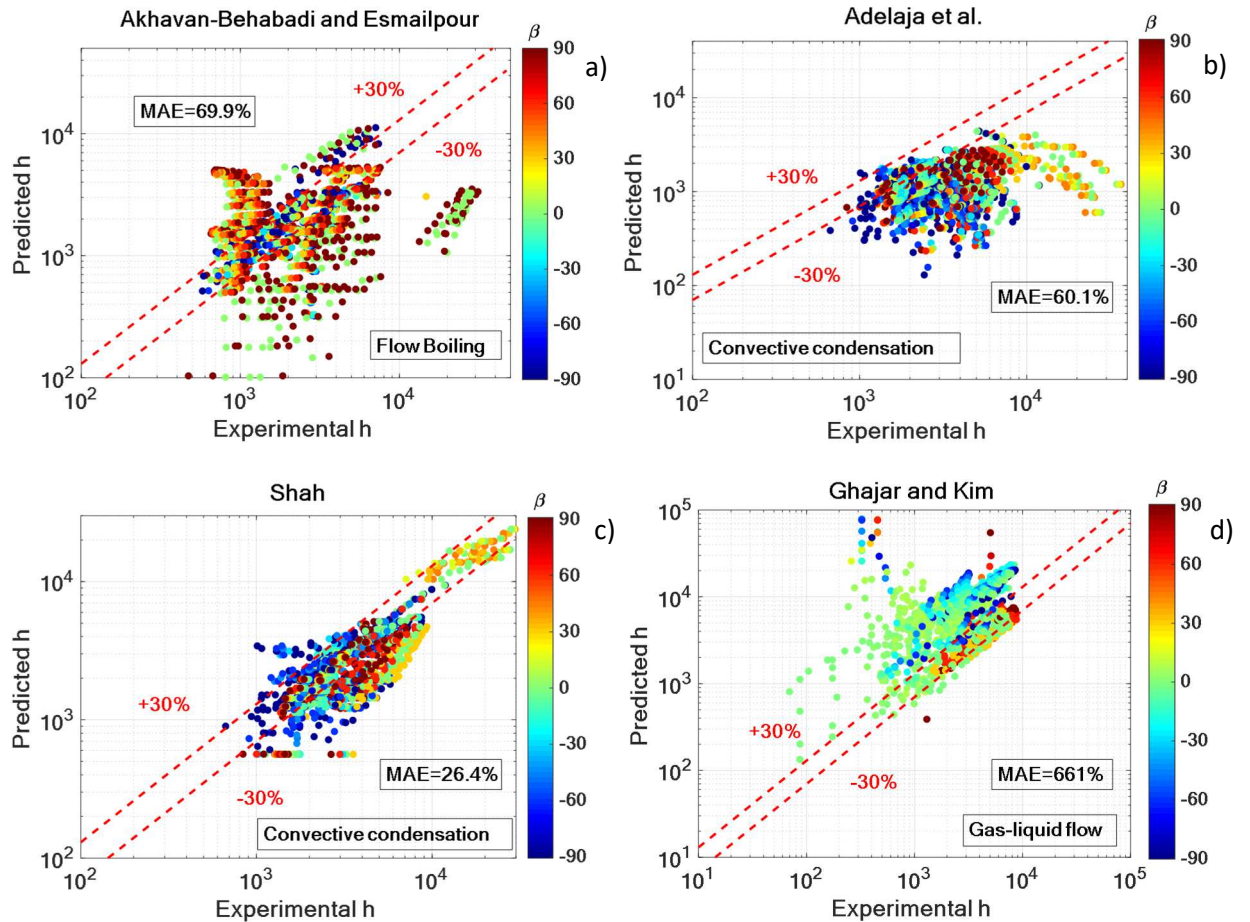 Akhavan-Behabadi and Esmailpour
β
a)
90
60
30
0
-30
-60
-90
MAE=69.9%
+30%
-30%
Flow Boiling
Predicted h
10^4
10^3
10^2
10^2
10^3
10^4
Experimental h
Adelaja et al.
β
b)
90
60
30
0
-30
-60
-90
+30%
-30%
MAE=60.1%
Convective condensation
Predicted h
10^4
10^3
10^2
10^1
10^2
10^3
10^4
Experimental h
Shah
β
c)
90
60
30
0
-30
-60
-90
+30%
-30%
MAE=26.4%
Convective condensation
Predicted h
10^4
10^3
10^2
10^2
10^3
10^4
Experimental h
Ghajar and Kim
β
d)
90
60
30
0
-30
-60
-90
+30%
-30%
MAE=661%
Gas-liquid flow
Predicted h
10^5
10^4
10^3
10^2
10^1
10^1
10^2
10^3
10^4
10^5
Experimental h